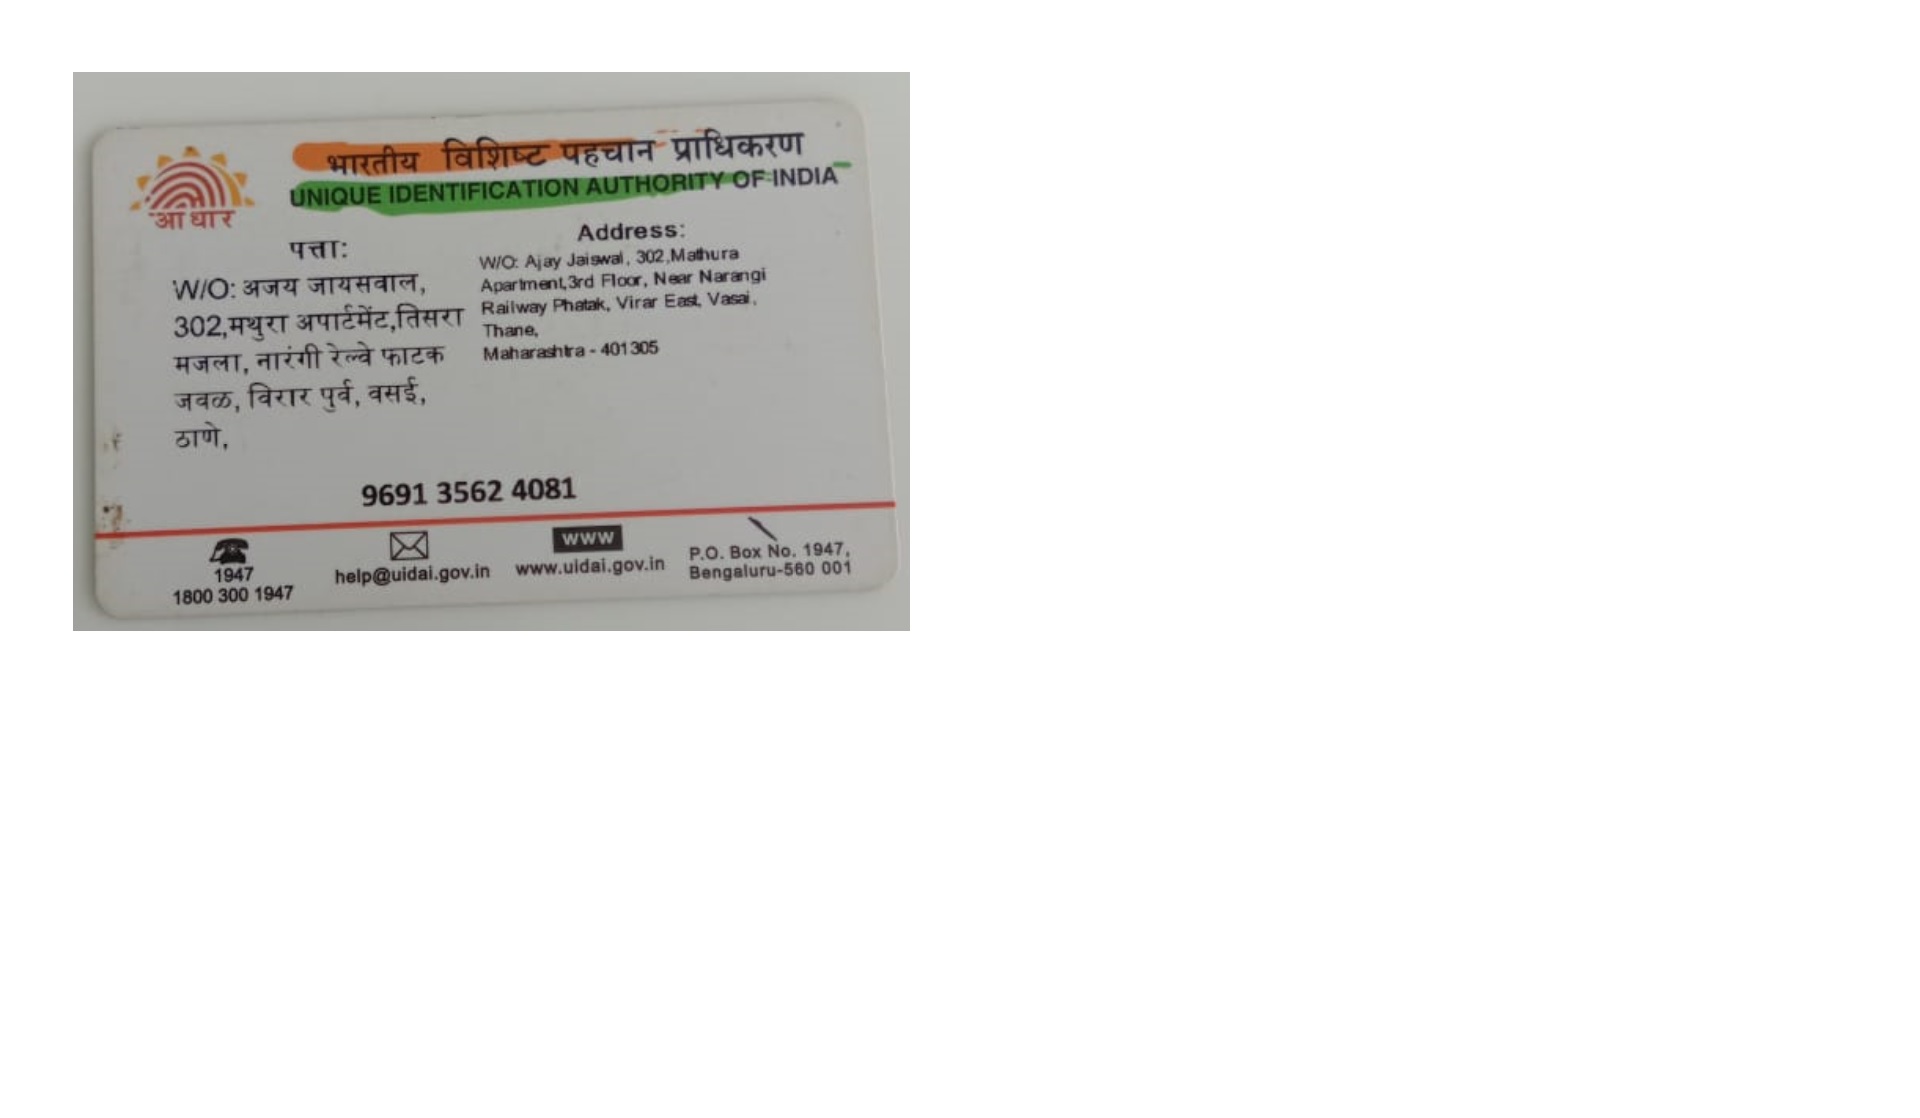 भारतीय विशिष्ट पहचान प्राधिकरण
UNIQUE IDENTIFICATION AUTHORITY OF INDIA
आधार
पत्ता:
W/O: अजय जायसवाल,
302,मथुरा अपार्टमेंट,तिसरा
मजला, नारंगी रेल्वे फाटक
जवळ, विरार पुर्व, वसई,
ठाणे,
Address:
W/O: Ajay Jaiswal, 302,Mathura
Apartment,3rd Floor, Near Narangi
Railway Phatak, Virar East, Vasai,
Thane,
Maharashtra - 401305
9691 3562 4081
1947
1800 300 1947
help@uidai.gov.in
www
www.uidai.gov.in
P.O. Box No. 1947,
Bengaluru-560 001